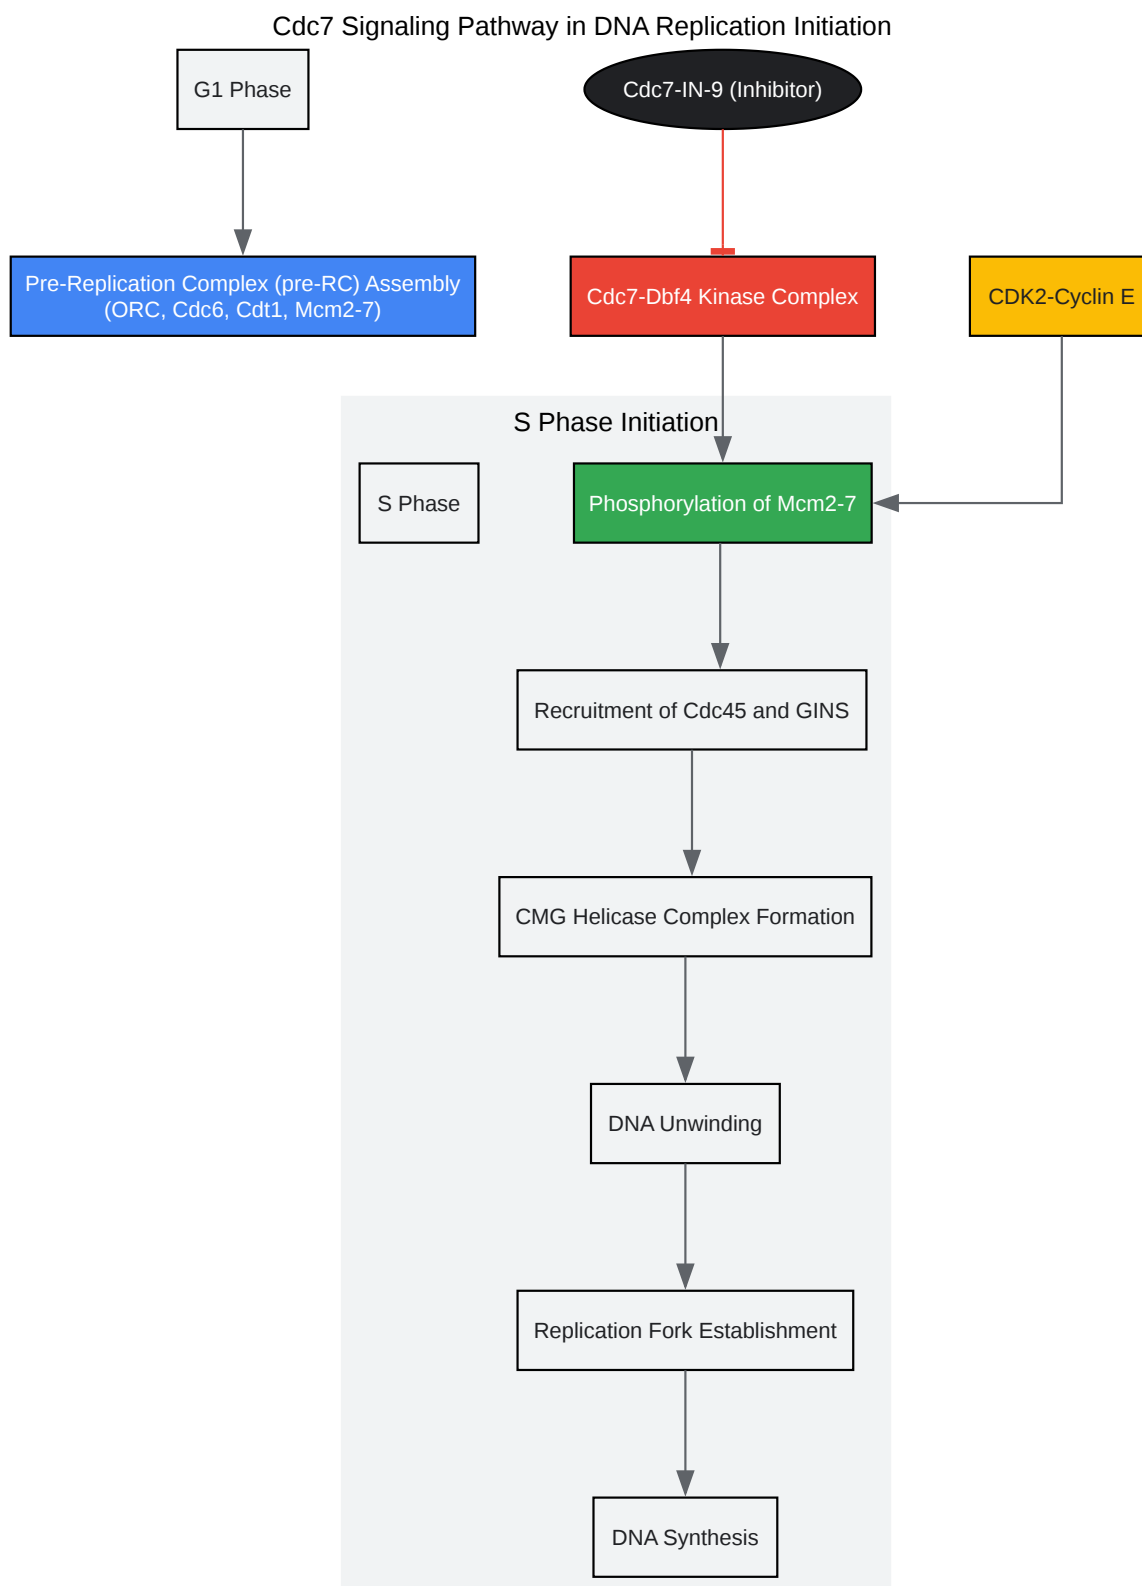 Cdc7 Signaling Pathway in DNA Replication Initiation
G1 Phase
Cdc7-IN-9 (Inhibitor)
Pre-Replication Complex (pre-RC) Assembly
(ORC, Cdc6, Cdt1, Mcm2-7)
Cdc7-Dbf4 Kinase Complex
CDK2-Cyclin E
S Phase Initiation
S Phase
Phosphorylation of Mcm2-7
Recruitment of Cdc45 and GINS
CMG Helicase Complex Formation
DNA Unwinding
Replication Fork Establishment
DNA Synthesis